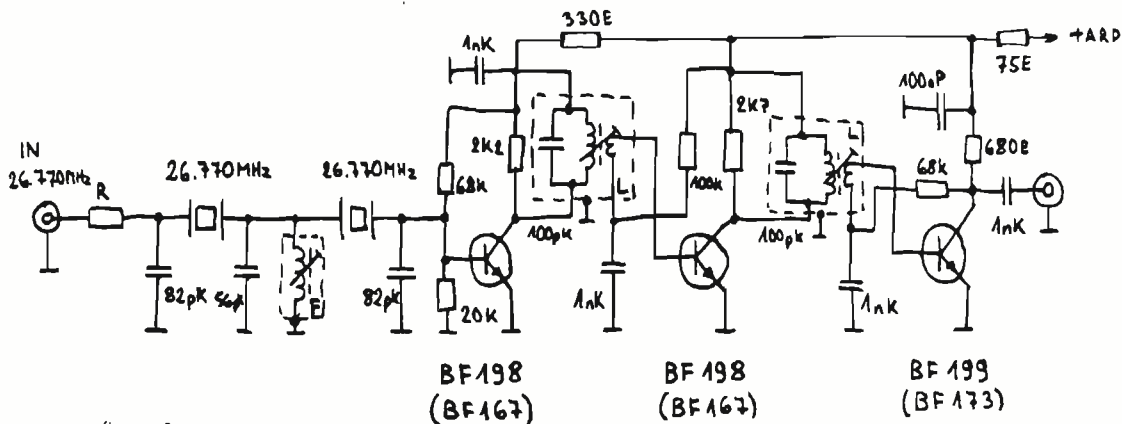 330E
+ARD
75E
1nK
100nP
2K7
2K2
L
L
680E
IN
26.770MHz
R
26.770MHz
26.770MHz
68k
68k
100k
100pk
100pk
1nK
82pK
82pK
F
20K
1nK
1nK
BF198
(BF167)
BF198
(BF167)
BF199
(BF173)